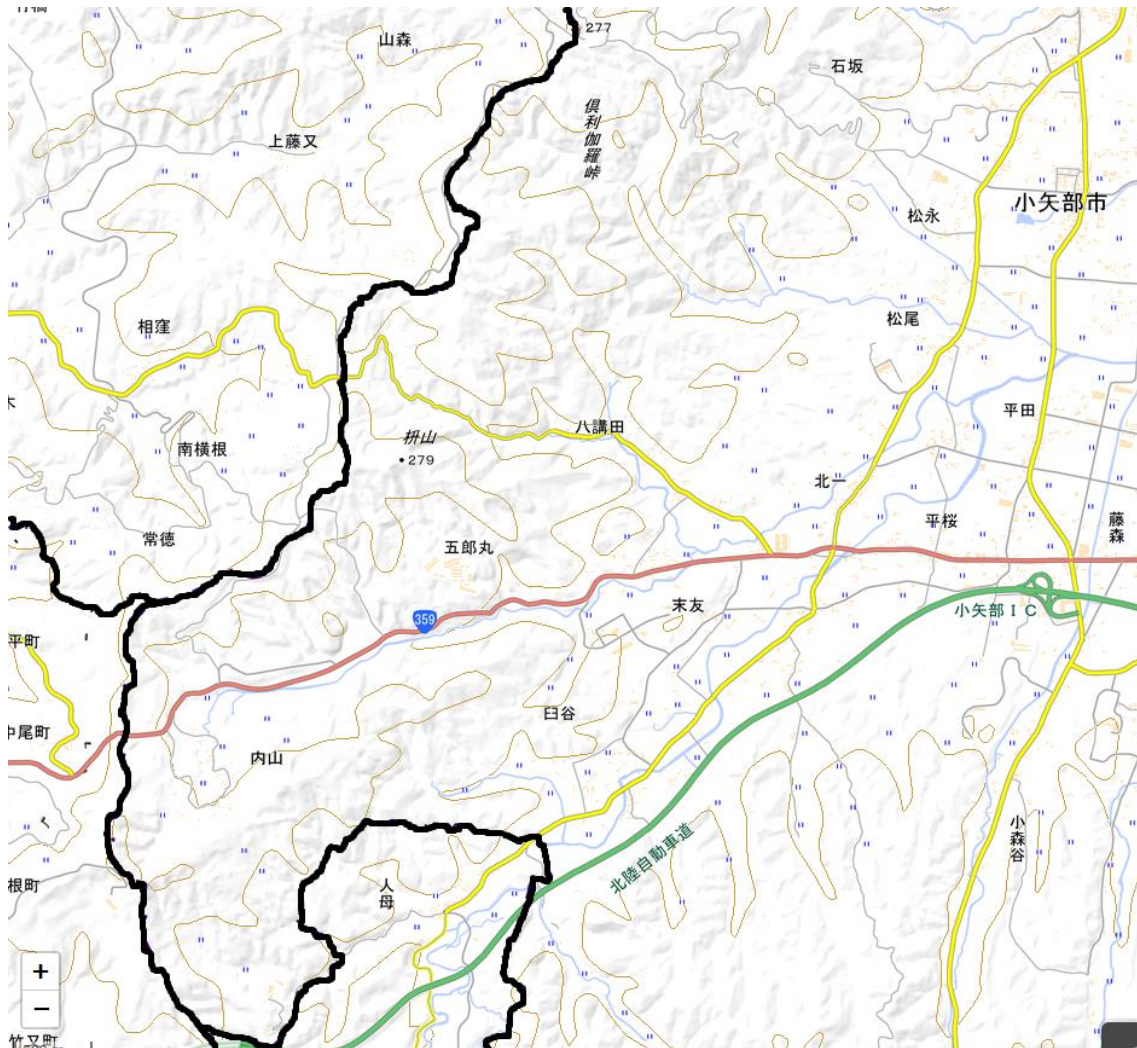 山森
277
石坂
倶利伽羅峠
上藤又
小矢部市
松永
松尾
相窪
平田
八講田
枡山
279
南横根
北一
平桜
藤森
常徳
五郎丸
末友
小矢部IC
359
平町
臼谷
中尾町
内山
小森谷
北陸自動車道
人母
根町
+
−
竹又町